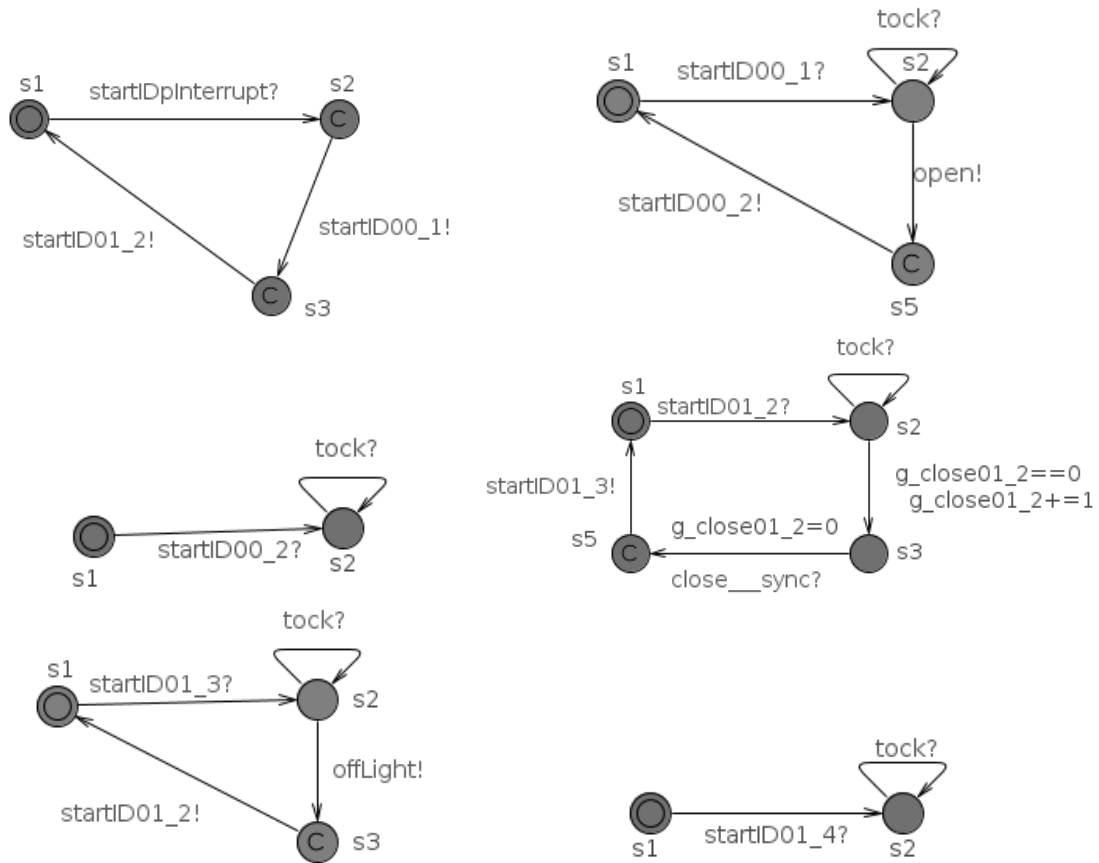 s1
startIDpInterrupt?
s2
C
startID00_1!
startID01_2!
C
s3
tock?
s1
startID00_1?
s2
open!
startID00_2!
C
s5
tock?
startID00_2?
s1
s2
tock?
s1
startID01_2?
s2
g_close01_2==0
g_close01_2+=1
startID01_3!
g_close01_2=0
s5
C
s3
close___sync?
tock?
s1
startID01_3?
s2
offLight!
startID01_2!
C
s3
tock?
startID01_4?
s1
s2